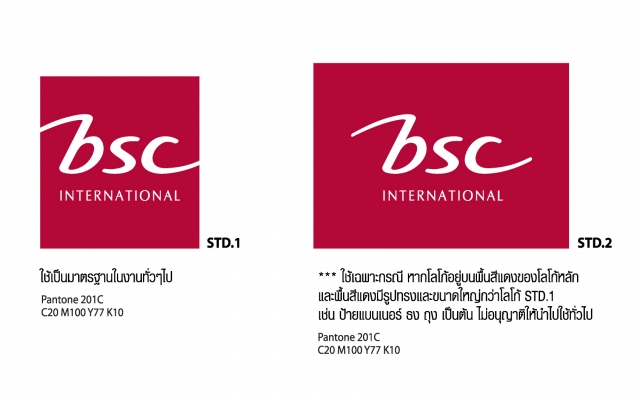 bsc
INTERNATIONAL
STD.1
ใช้เป็นมาตรฐานในงานทั่วๆไป
Pantone 201C
C20 M100 Y77 K10
bsc
INTERNATIONAL
STD.2
*** ใช้เฉพาะกรณี หากโลโก้อยู่บนพื้นสีแดงของโลโก้หลัก
และพื้นสีแดงมีรูปทรงและขนาดใหญ่กว่าโลโก้ STD.1
เช่น ป้ายแบนเนอร์ ธง ถุง เป็นต้น ไม่อนุญาติให้นำไปใช้ทั่วไป
Pantone 201C
C20 M100 Y77 K10